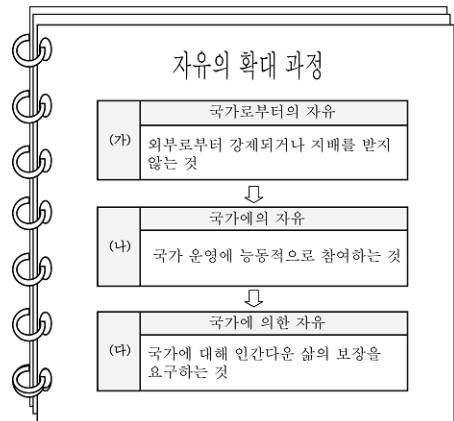 자유의 확대 과정
국가로부터의 자유
(가)
외부로부터 강제되거나 지배를 받지
않는 것
국가에의 자유
(나)
국가 운영에 능동적으로 참여하는 것
국가에 의한 자유
(다)
국가에 대해 인간다운 삶의 보장을
요구하는 것